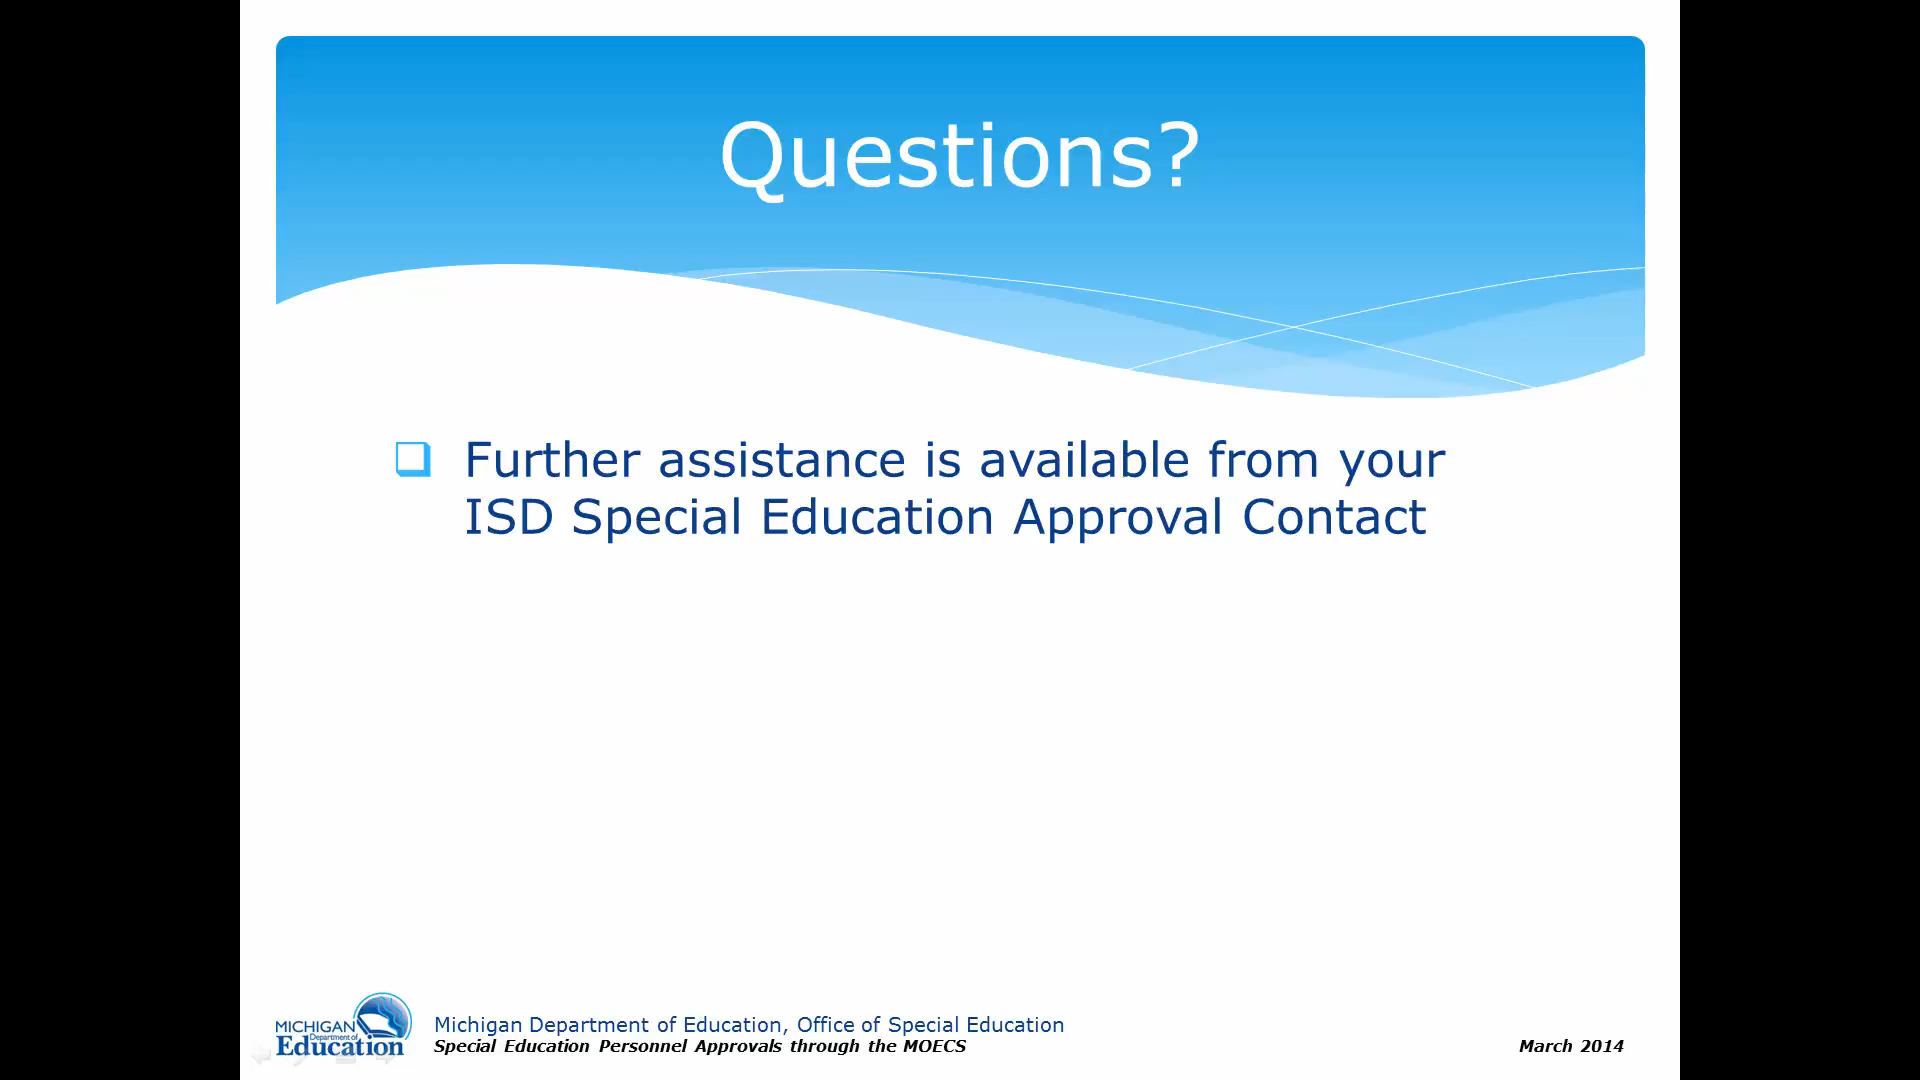 Questions?
Further assistance is available from your
ISD Special Education Approval Contact
MICHIGAN
Department of
Education
Michigan Department of Education, Office of Special Education
Special Education Personnel Approvals through the MOECS
March 2014